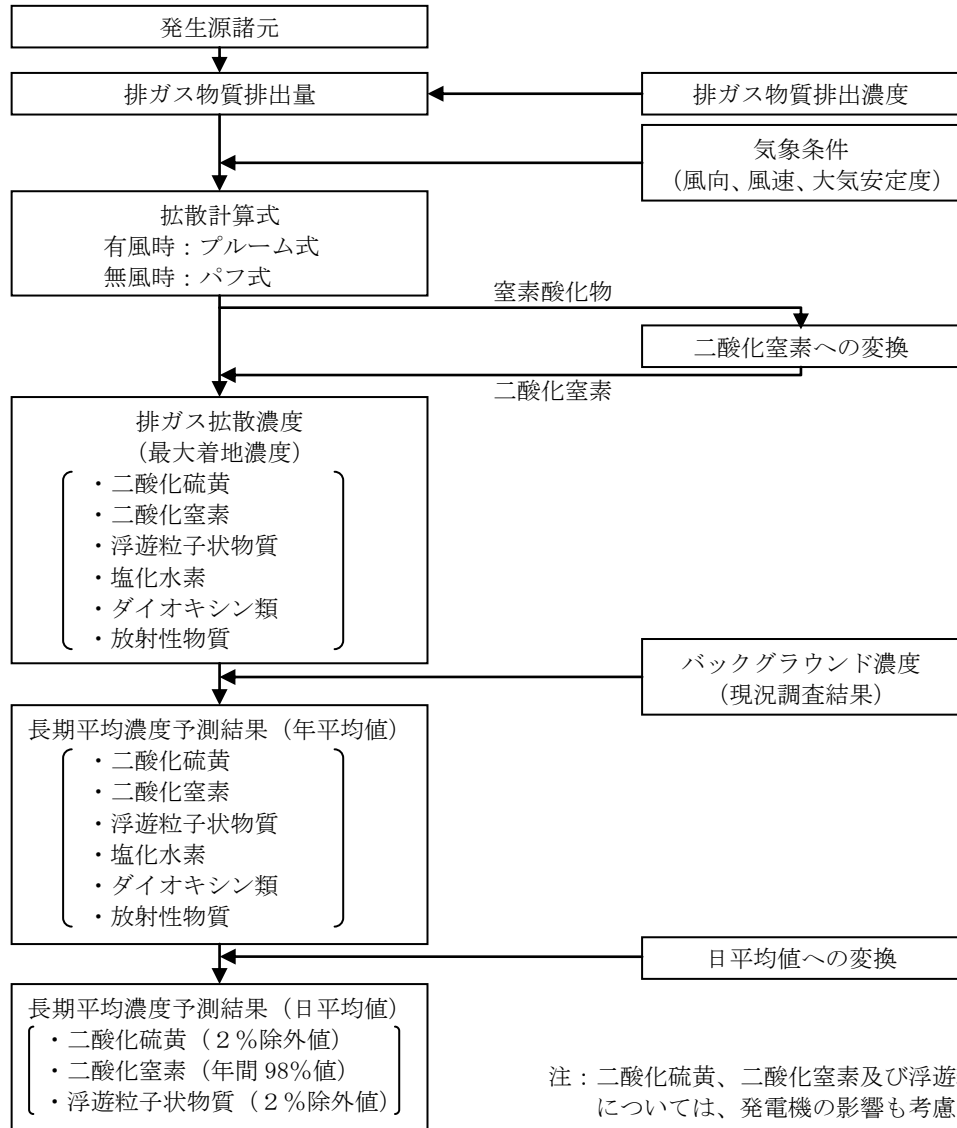 発生源諸元
排ガス物質排出量
排ガス物質排出濃度
気象条件
（風向、風速、大気安定度）
拡散計算式
有風時：プルーム式
無風時：パフ式
窒素酸化物
二酸化窒素への変換
二酸化窒素
排ガス拡散濃度
（最大着地濃度）
・二酸化硫黄
・二酸化窒素
・浮遊粒子状物質
・塩化水素
・ダイオキシン類
・放射性物質
バックグラウンド濃度
（現況調査結果）
長期平均濃度予測結果（年平均値）
・二酸化硫黄
・二酸化窒素
・浮遊粒子状物質
・塩化水素
・ダイオキシン類
・放射性物質
日平均値への変換
長期平均濃度予測結果（日平均値）
・二酸化硫黄（２％除外値）
・二酸化窒素（年間 98％値）
・浮遊粒子状物質（２％除外値）
注：二酸化硫黄、二酸化窒素及び浮遊
については、発電機の影響も考慮